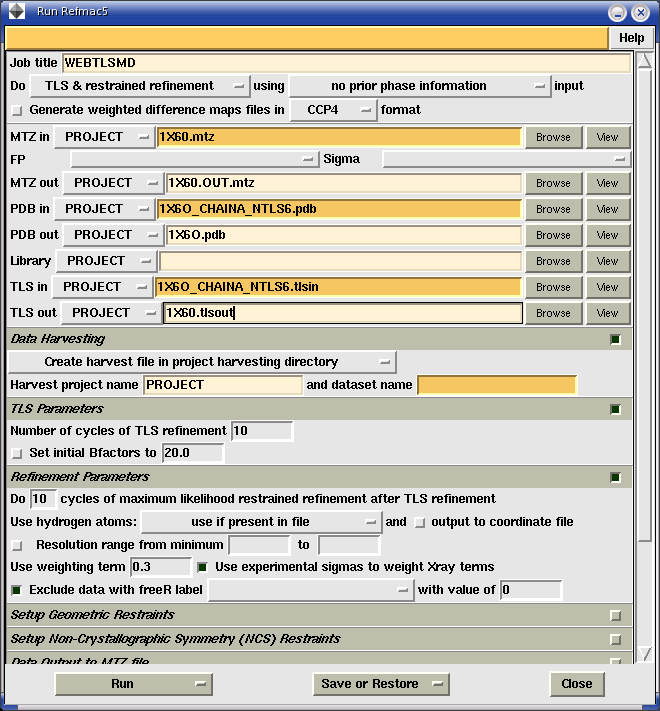 Run Refmac5
Help
Job title WEBTLSMD
Do TLS & restrained refinement using no prior phase information input
Generate weighted difference maps files in CCP4 format
MTZ in PROJECT 1X60.mtz Browse View
FP Sigma
MTZ out PROJECT 1X60.OUT.mtz Browse View
PDB in PROJECT 1X6O_CHAINA_NTLS6.pdb Browse View
PDB out PROJECT 1X6O.pdb Browse View
Library PROJECT Browse View
TLS in PROJECT 1X6O_CHAINA_NTLS6.tlsin Browse View
TLS out PROJECT 1X60.tlsout Browse View
Data Harvesting
Create harvest file in project harvesting directory
Harvest project name PROJECT and dataset name
TLS Parameters
Number of cycles of TLS refinement 10
Set initial Bfactors to 20.0
Refinement Parameters
Do 10 cycles of maximum likelihood restrained refinement after TLS refinement
Use hydrogen atoms: use if present in file and output to coordinate file
Resolution range from minimum to
Use weighting term 0.3 Use experimental sigmas to weight Xray terms
Exclude data with freeR label with value of 0
Setup Geometric Restraints
Setup Non-Crystallographic Symmetry (NCS) Restraints
Data Output to MTZ file
Run Save or Restore Close